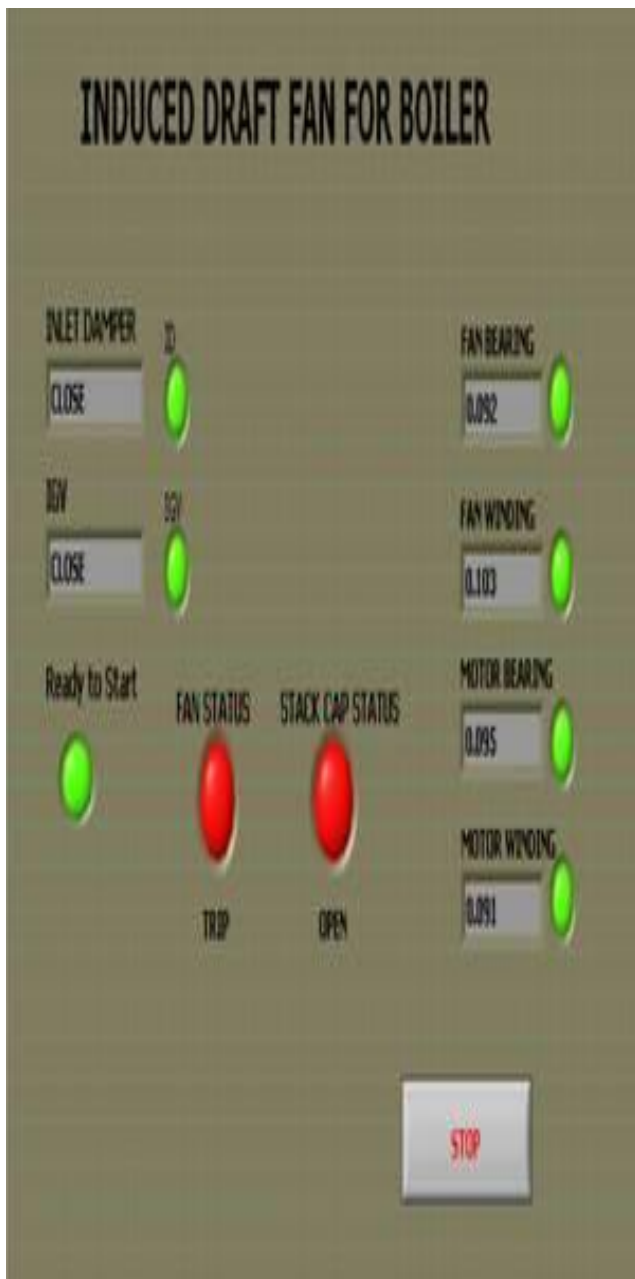 INDUCED DRAFT FAN FOR BOILER
INLET DAMPER
ID
CLOSE
IGV
IGV
CLOSE
Ready to Start
FAN STATUS
TRIP
STACK CAP STATUS
OPEN
FAN BEARING
0.092
FAN WINDING
0.103
MOTOR BEARING
0.095
MOTOR WINDING
0.091
STOP